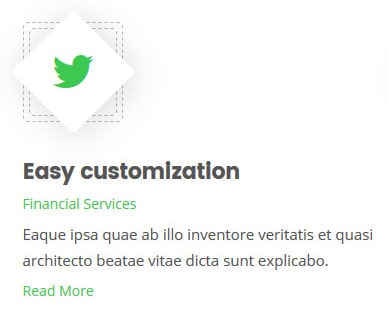 Easy customization
Financial Services
Eaque ipsa quae ab illo inventore veritatis et quasi
architecto beatae vitae dicta sunt explicabo.
Read More